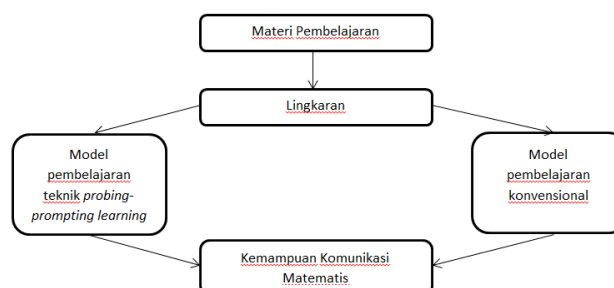 Materi Pembelajaran
Lingkaran
Model
pembelajaran
teknik probing-
prompting learning
Model
pembelajaran
konvensional
Kemampuan Komunikasi
Matematis